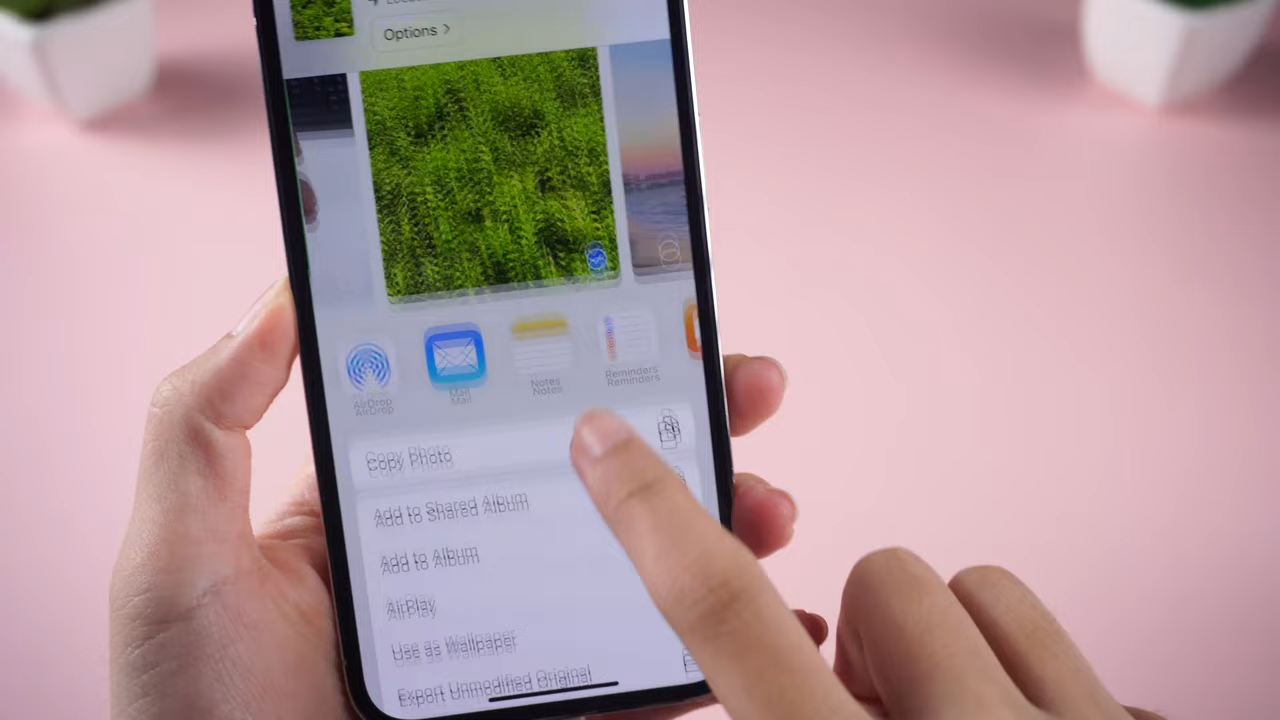 Options >
AirDrop
Mail
Notes
Reminders
Copy Photo
Add to Shared Album
Add to Album
AirPlay
Use as Wallpaper
Export Unmodified Original